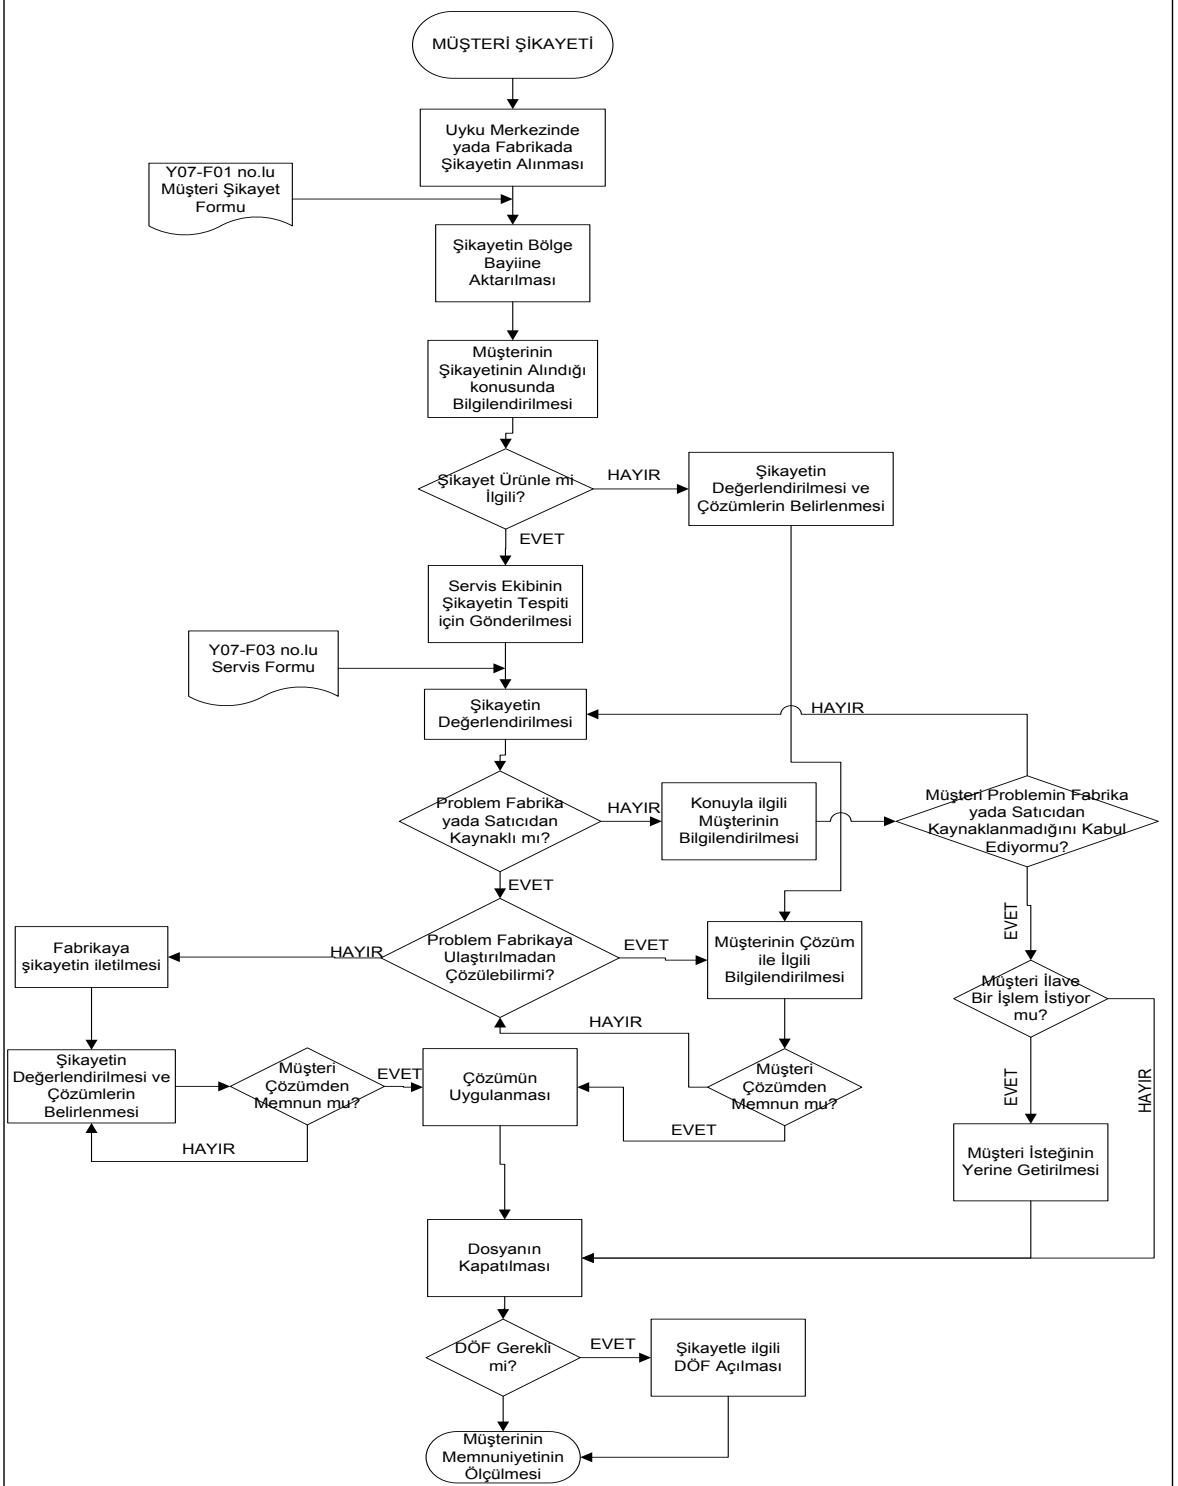 MÜŞTERİ ŞİKAYETİ
Uyku Merkezinde
yada Fabrikada
Şikayetin Alınması
Y07-F01 no.lu
Müşteri Şikayet
Formu
Şikayetin Bölge
Bayiine
Aktarılması
Müşterinin
Şikayetinin Alındığı
konusunda
Bilgilendirilmesi
Şikayet Ürünle mi
İlgili?
HAYIR
Şikayetin
Değerlendirilmesi ve
Çözümlerin Belirlenmesi
EVET
Servis Ekibinin
Şikayetin Tespiti
için Gönderilmesi
Y07-F03 no.lu
Servis Formu
Şikayetin
Değerlendirilmesi
HAYIR
Problem Fabrika
yada Satıcıdan
Kaynaklı mı?
HAYIR
Konuyla ilgili
Müşterinin
Bilgilendirilmesi
Müşteri Problemin Fabrika
yada Satıcıdan
Kaynaklanmadığını Kabul
Ediyormu?
EVET
EVET
Problem Fabrikaya
Ulaştırılmadan
Çözülebilirmi?
HAYIR
Fabrikaya
şikayetin iletilmesi
EVET
Müşterinin Çözüm
ile İlgili
Bilgilendirilmesi
Müşteri İlave
Bir İşlem İstiyor
mu?
HAYIR
Şikayetin
Değerlendirilmesi ve
Çözümlerin
Belirlenmesi
Müşteri
Çözümden
Memnun mu?
EVET
Çözümün
Uygulanması
Müşteri
Çözümden
Memnun mu?
EVET
HAYIR
EVET
HAYIR
Müşteri İsteğinin
Yerine Getirilmesi
Dosyanın
Kapatılması
DÖF Gerekli
mi?
EVET
Şikayetle ilgili
DÖF Açılması
Müşterinin
Memnuniyetinin
Ölçülmesi